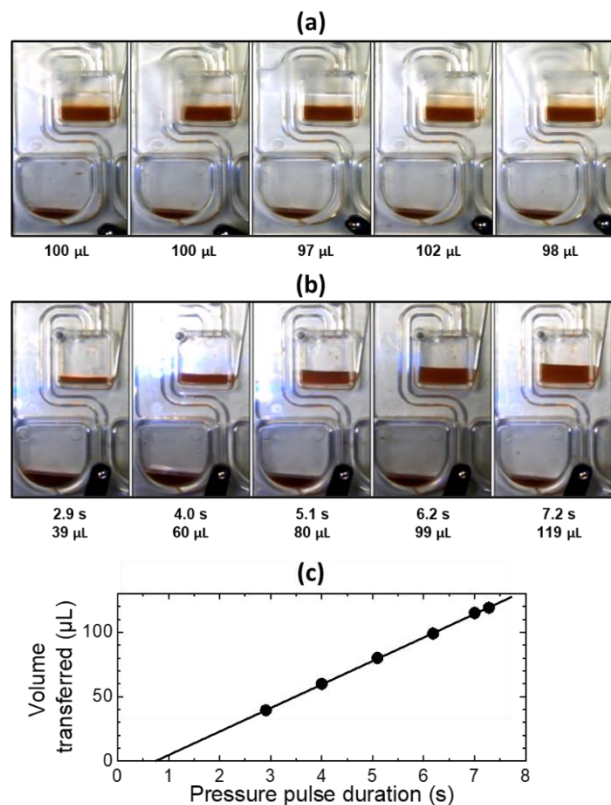 (a)
100 µL 100 µL 97 µL 102 µL 98 µL
(b)
2.9 s 4.0 s 5.1 s 6.2 s 7.2 s
39 µL 60 µL 80 µL 99 µL 119 µL
(c)
Volume
transferred (µL)
100
50
0
0 1 2 3 4 5 6 7 8
Pressure pulse duration (s)